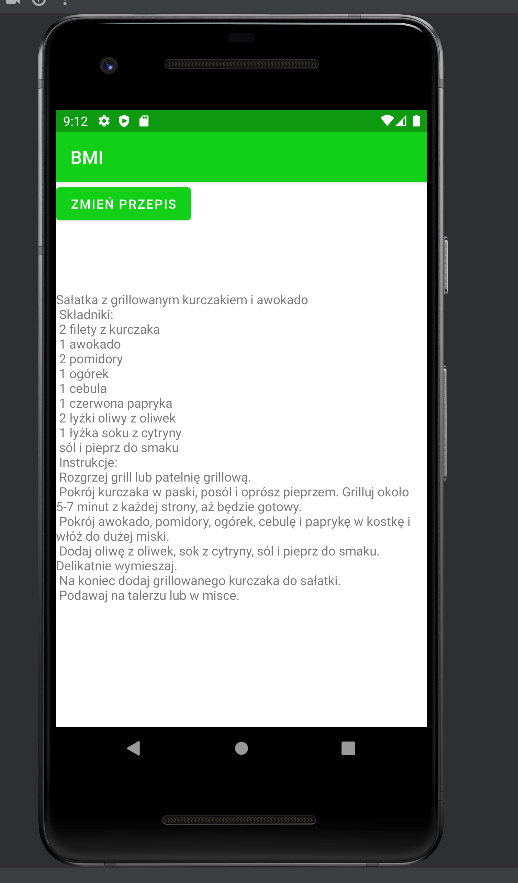 9:12
BMI
ZMIEŃ PRZEPIS
Sałatka z grillowanym kurczakiem i awokado
Składniki:
2 filety z kurczaka
1 awokado
2 pomidory
1 ogórek
1 cebula
1 czerwona papryka
2 łyżki oliwy z oliwek
1 łyżka soku z cytryny
sól i pieprz do smaku
Instrukcje:
Rozgrzej grill lub patelnię grillową.
Pokrój kurczaka w paski, posól i oprósz pieprzem. Grilluj około
5-7 minut z każdej strony, aż będzie gotowy.
Pokrój awokado, pomidory, ogórek, cebulę i paprykę w kostkę i
włóż do dużej miski.
Dodaj oliwę z oliwek, sok z cytryny, sól i pieprz do smaku.
Delikatnie wymieszaj.
Na koniec dodaj grillowanego kurczaka do sałatki.
Podawaj na talerzu lub w misce.